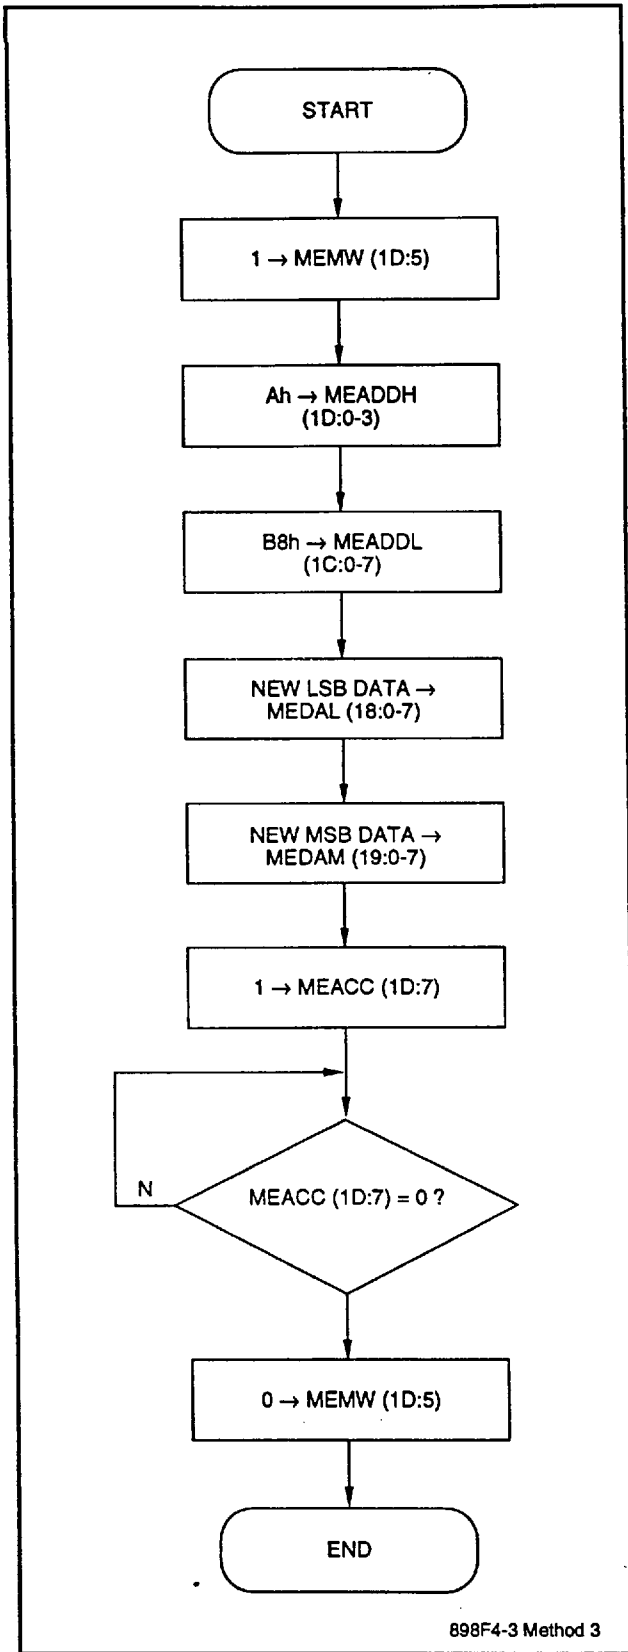 START
1 → MEMW (1D:5)
Ah → MEADDH
(1D:0-3)
B8h → MEADDL
(1C:0-7)
NEW LSB DATA →
MEDAL (18:0-7)
NEW MSB DATA →
MEDAM (19:0-7)
1 → MEACC (1D:7)
N
MEACC (1D:7) = 0 ?
0 → MEMW (1D:5)
END
898F4-3 Method 3